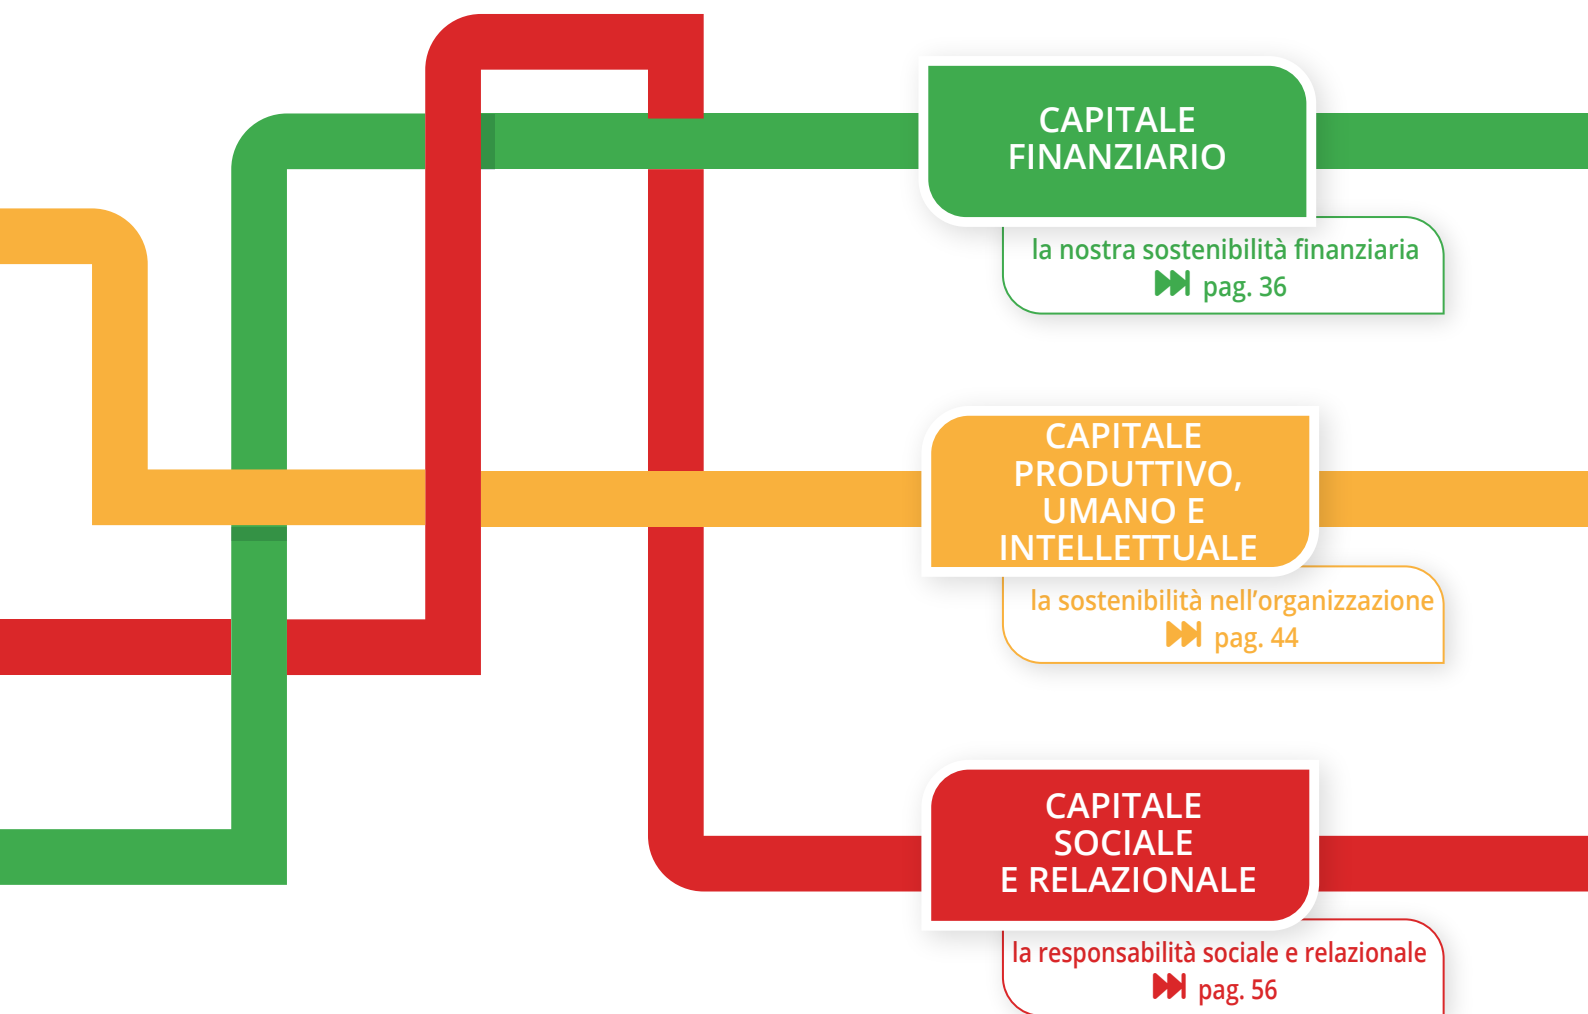 CAPITALE
FINANZIARIO
la nostra sostenibilità finanziaria
pag. 36
CAPITALE
PRODUTTIVO,
UMANO E
INTELLETTUALE
la sostenibilità nell’organizzazione
pag. 44
CAPITALE
SOCIALE
E RELAZIONALE
la responsabilità sociale e relazionale
pag. 56